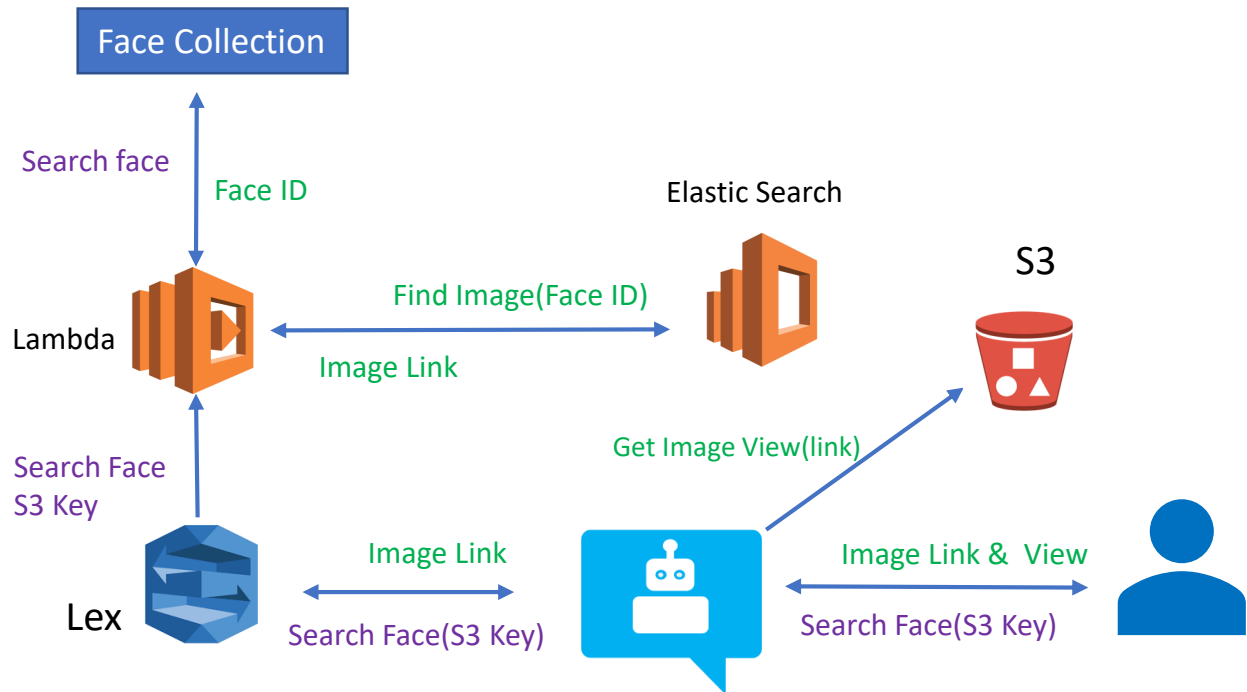 Face Collection
Search face
Face ID
Elastic Search
S3
Find Image(Face ID)
Lambda
Image Link
Get Image View(link)
Search Face
S3 Key
Image Link
Image Link &  View
Lex
Search Face(S3 Key)
Search Face(S3 Key)